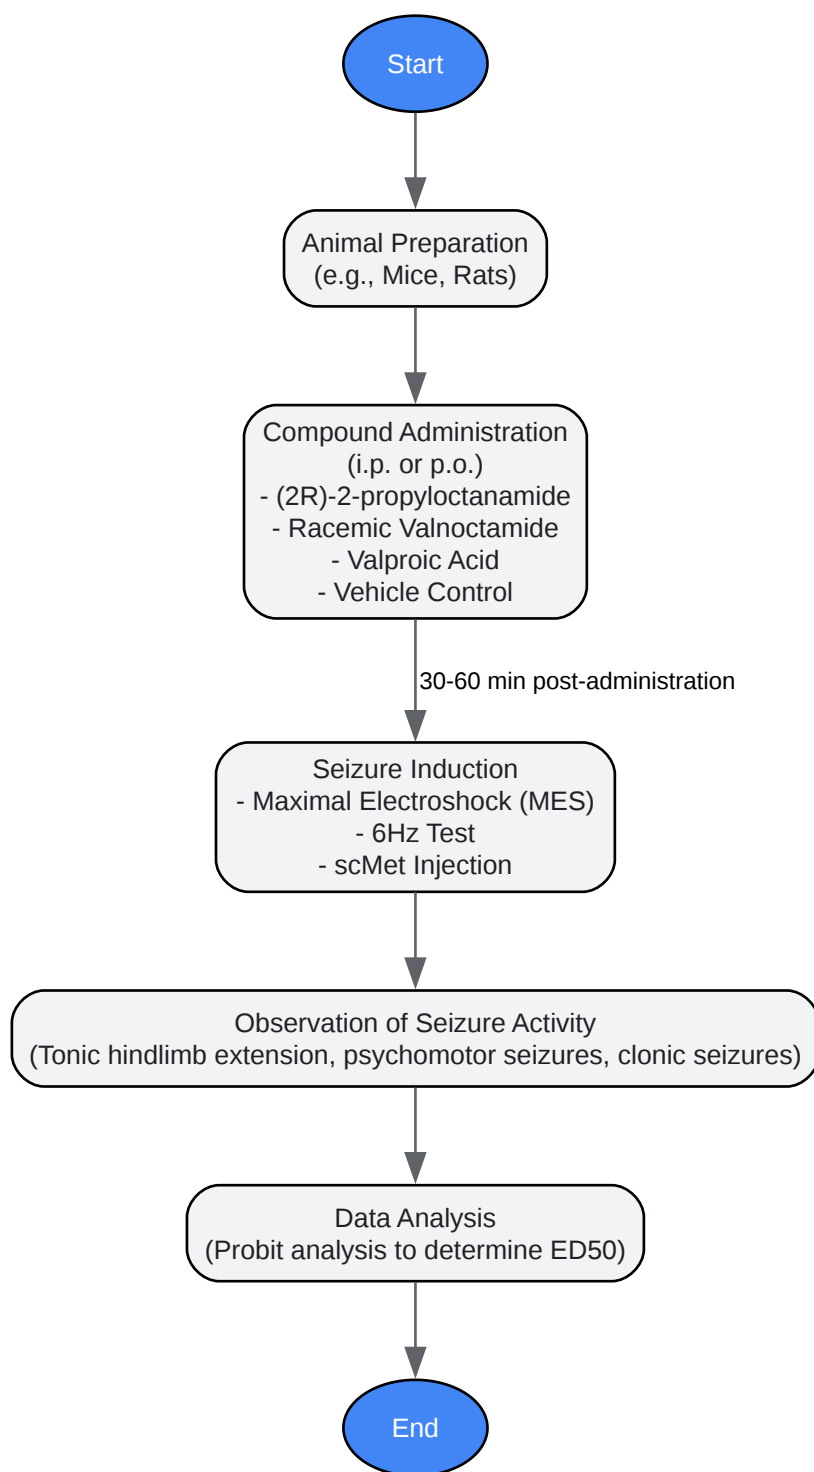 Start
Animal Preparation
(e.g., Mice, Rats)
Compound Administration
(i.p. or p.o.)
- (2R)-2-propyloctanamide
- Racemic Valnoctamide
- Valproic Acid
- Vehicle Control
30-60 min post-administration
Seizure Induction
- Maximal Electroshock (MES)
- 6Hz Test
- scMet Injection
Observation of Seizure Activity
(Tonic hindlimb extension, psychomotor seizures, clonic seizures)
Data Analysis
(Probit analysis to determine ED50)
End